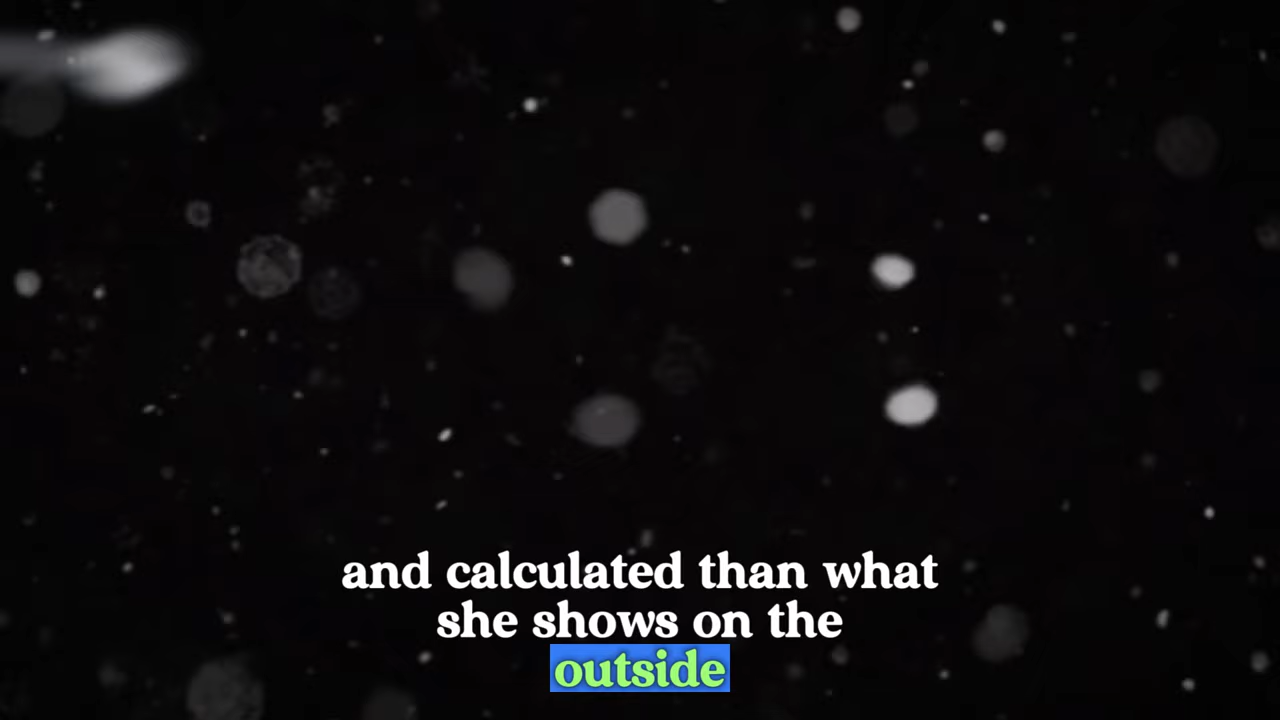 and calculated than what
she shows on the
outside